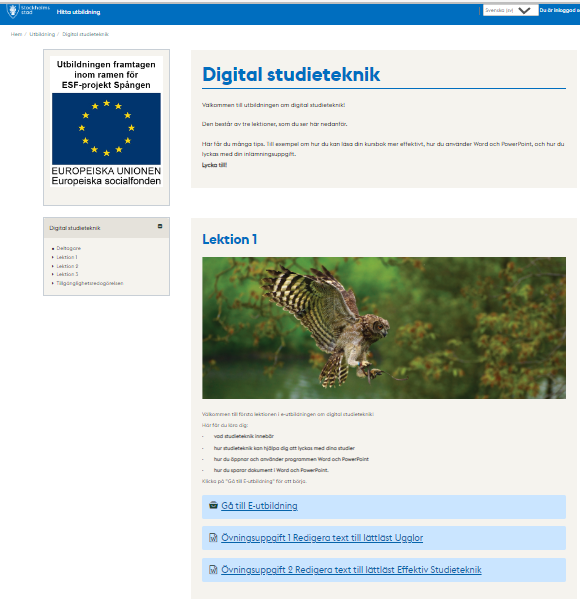 Stockholms
stad
Hitta utbildning
Svenska (sv)
Du är inloggad s
Hem / Utbildning / Digital studieteknik
Utbildningen framtagen
inom ramen för
ESF-projekt Spången
EUROPEISKA UNIONEN
Europeiska socialfonden
Digital studieteknik
Välkommen till utbildningen om digital studieteknik!
Den består av tre lektioner, som du ser här nedanför.
Här får du många tips. Till exempel om hur du kan läsa din kursbok mer effektivt, hur du använder Word och PowerPoint, och hur du
lyckas med din inlämningsuppgift.
Lycka till!
Digital studieteknik
Deltagare
Lektion 1
Lektion 2
Lektion 3
Tillgänglighetsredogörelsen
Lektion 1
Välkommen till första lektionen i e-utbildningen om digital studieteknik!
Här får du lära dig:
- vad studieteknik innebär
- hur studieteknik kan hjälpa dig att lyckas med dina studier
- hur du öppnar och använder programmen Word och PowerPoint
- hur du sparar dokument i Word och PowerPoint.
Klicka på "Gå till E-utbildning" för att börja.
Gå till E-utbildning
Övningsuppgift 1 Redigera text till lättläst Ugglor
Övningsuppgift 2 Redigera text till lättläst Effektiv Studieteknik